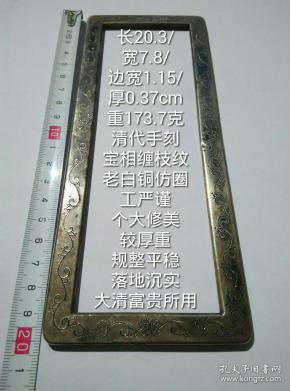 长20.3/
宽7.8/
边宽1.15/
厚0.37cm
重173.7克
清代手刻
宝相缠枝纹
老白铜仿圈
工严谨
个大修美
较厚重
规整平稳
落地沉实
大清富贵所用
10
20
孔夫子旧书网